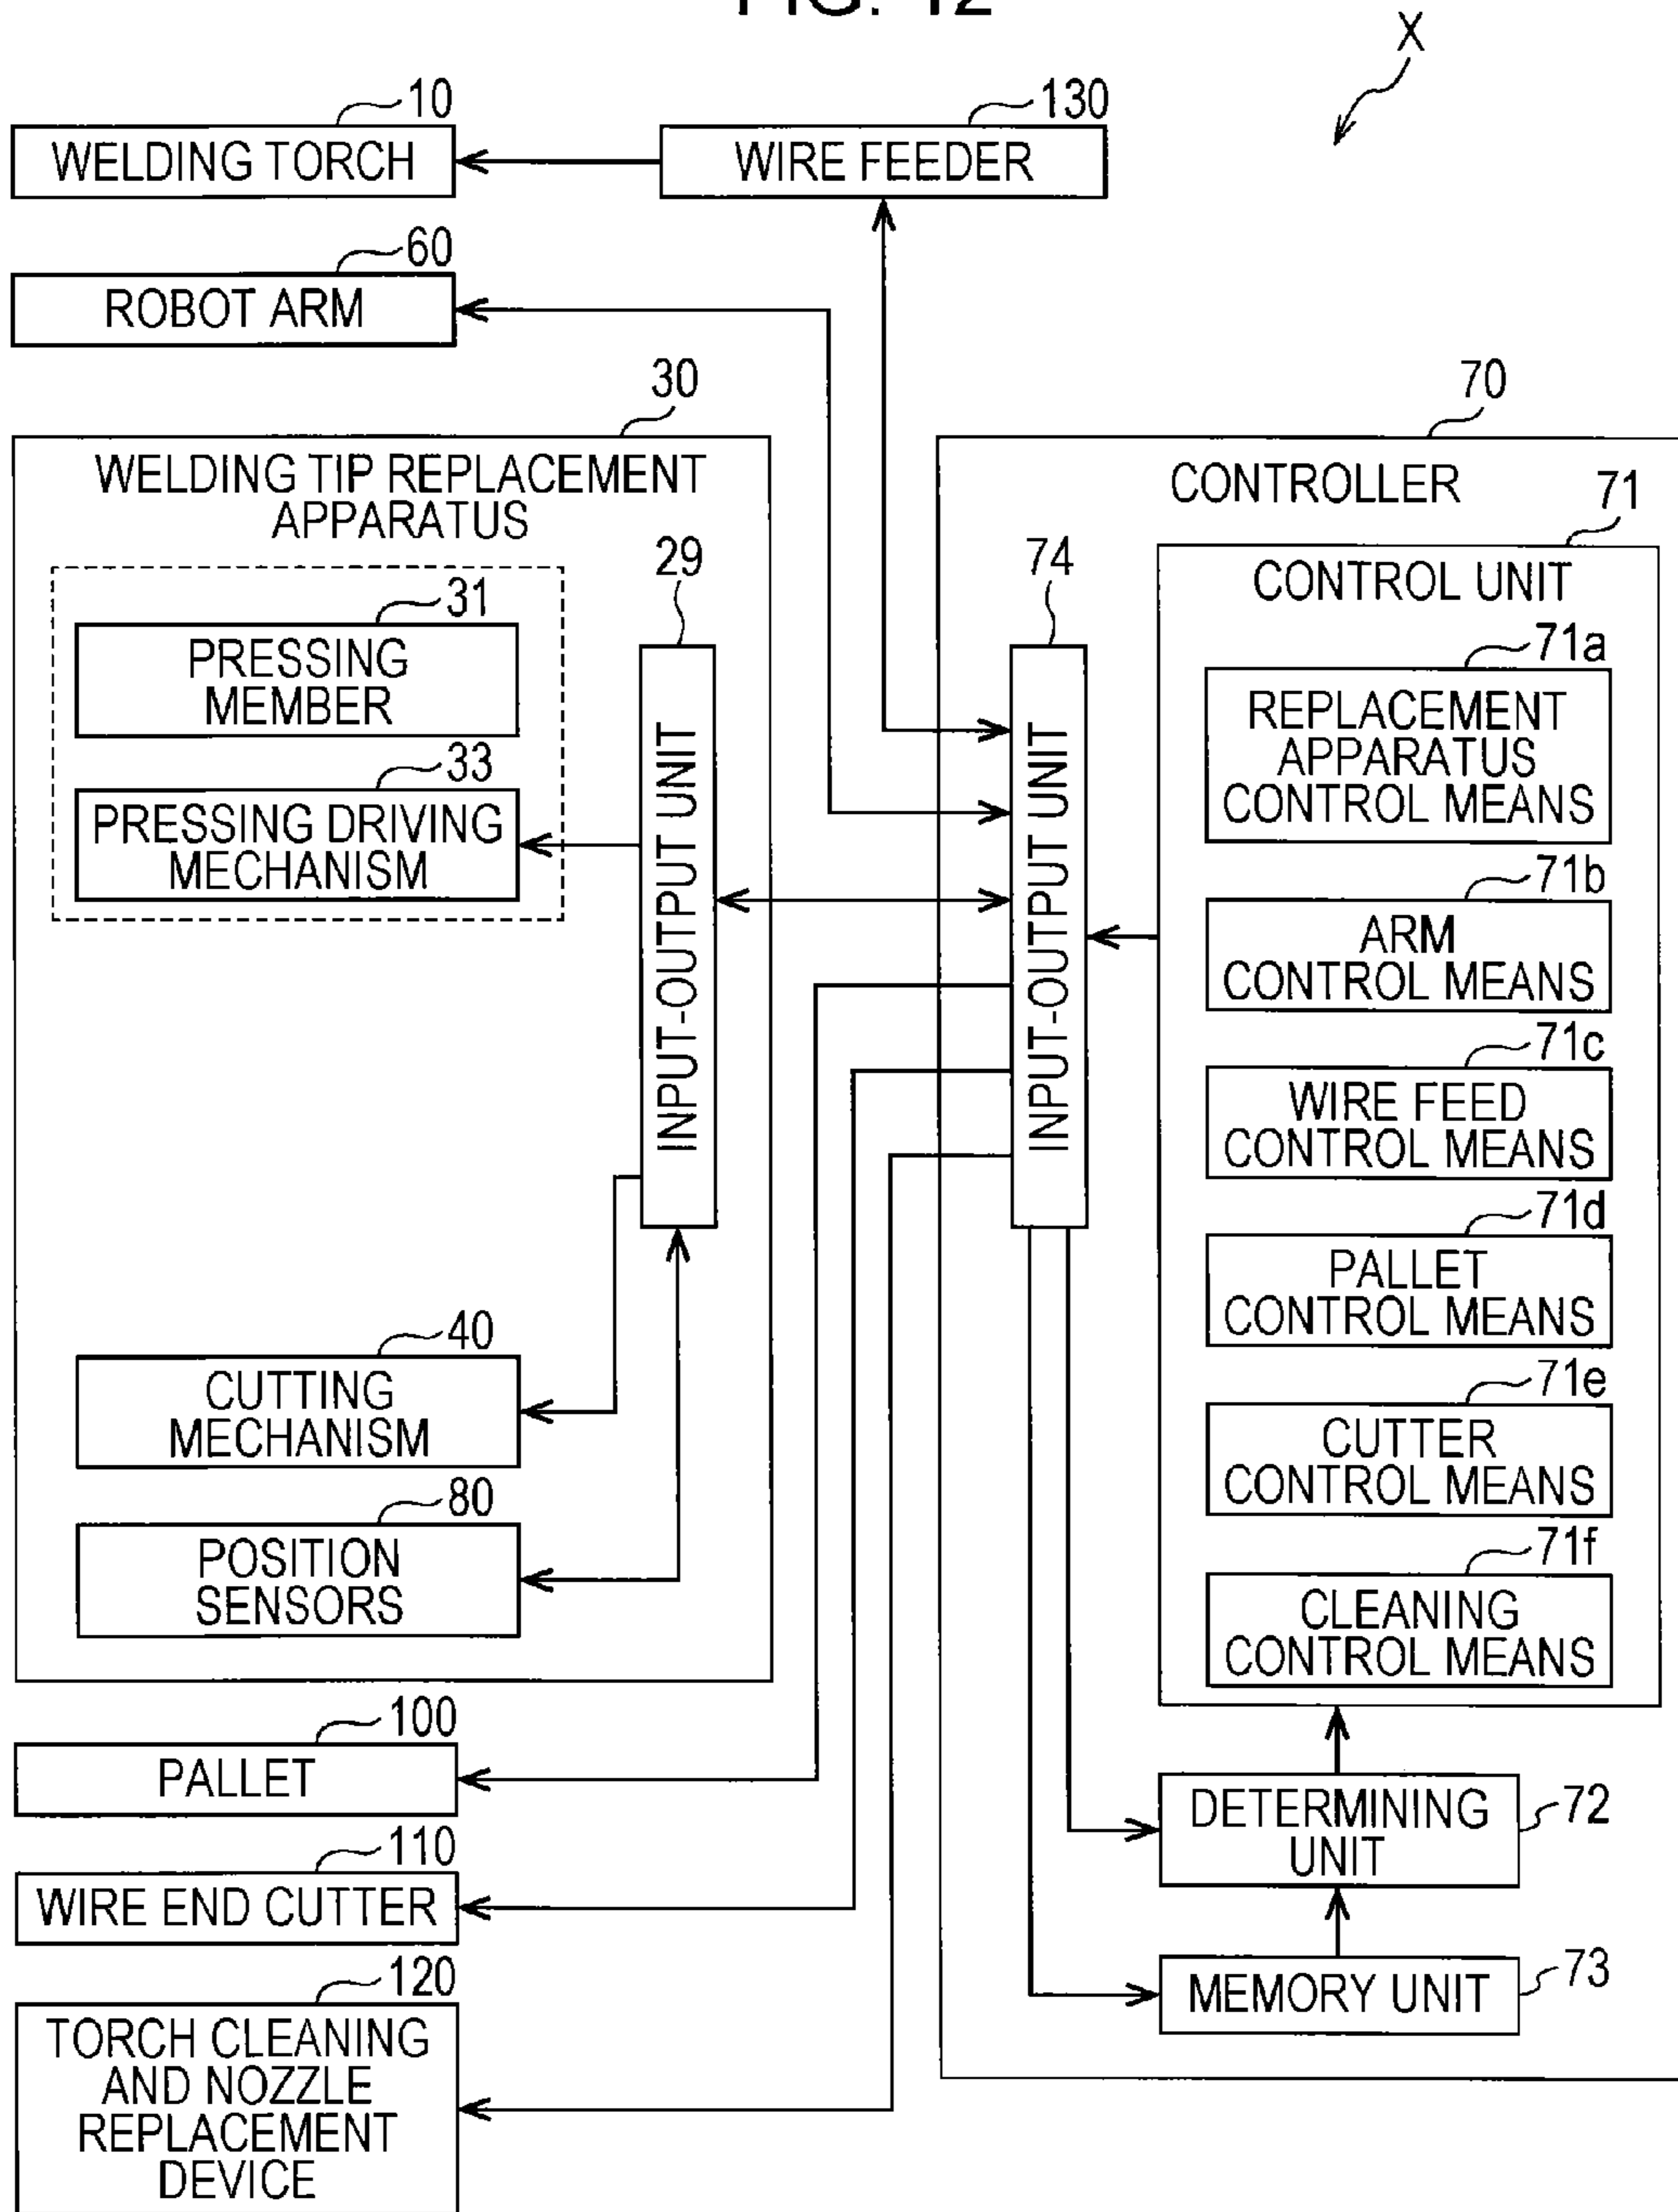 FIG. 12
X
10
WELDING TORCH
130
WIRE FEEDER
60
ROBOT ARM
30
WELDING TIP REPLACEMENT
APPARATUS
31
PRESSING
MEMBER
33
PRESSING DRIVING
MECHANISM
29
INPUT-OUTPUT UNIT
40
CUTTING
MECHANISM
80
POSITION
SENSORS
70
CONTROLLER
74
INPUT-OUTPUT UNIT
71
CONTROL UNIT
71a
REPLACEMENT
APPARATUS
CONTROL MEANS
71b
ARM
CONTROL MEANS
71c
WIRE FEED
CONTROL MEANS
71d
PALLET
CONTROL MEANS
71e
CUTTER
CONTROL MEANS
71f
CLEANING
CONTROL MEANS
DETERMINING
UNIT
72
MEMORY UNIT
73
100
PALLET
110
WIRE END CUTTER
120
TORCH CLEANING
AND NOZZLE
REPLACEMENT
DEVICE